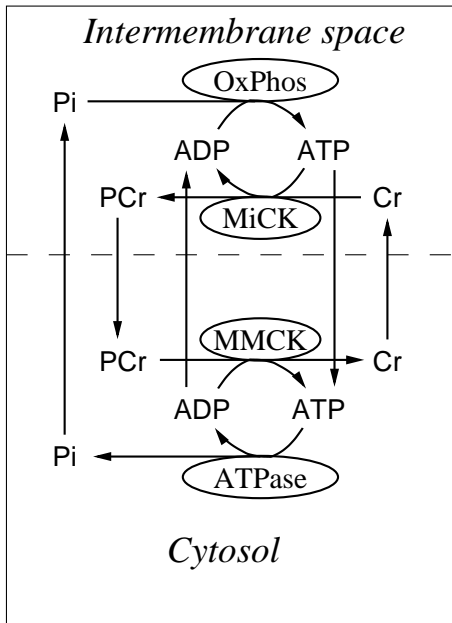 Intermembrane space
OxPhos
Pi
ADP ATP
PCr Cr
MiCK
MMCK
PCr Cr
ADP ATP
Pi
ATPase
Cytosol